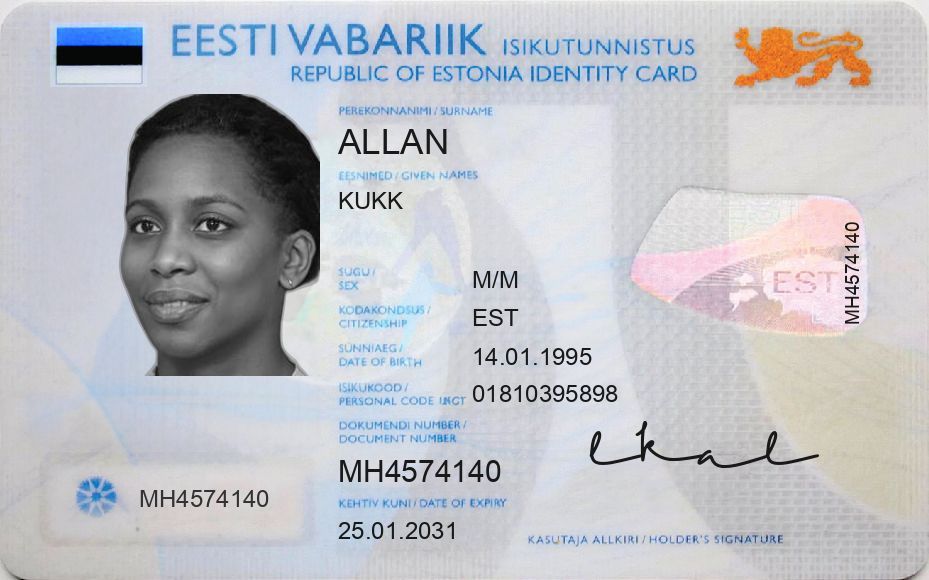 EESTI VABARIIK ISIKUTUNNISTUS
REPUBLIC OF ESTONIA IDENTITY CARD
PEREKONNANIMI / SURNAME
ALLAN
EESNIMED / GIVEN NAMES
KUKK
SUGU /
SEX
M/M
KODAKONDSUS /
CITIZENSHIP
EST
SÜNNIAEG /
DATE OF BIRTH
14.01.1995
ISIKUKOOD /
PERSONAL CODE
01810395898
DOKUMENDI NUMBER /
DOCUMENT NUMBER
MH4574140
KEHTIV KUNI / DATE OF EXPIRY
25.01.2031
MH4574140
EST
MH4574140
KASUTAJA ALLKIRI / HOLDER'S SIGNATURE